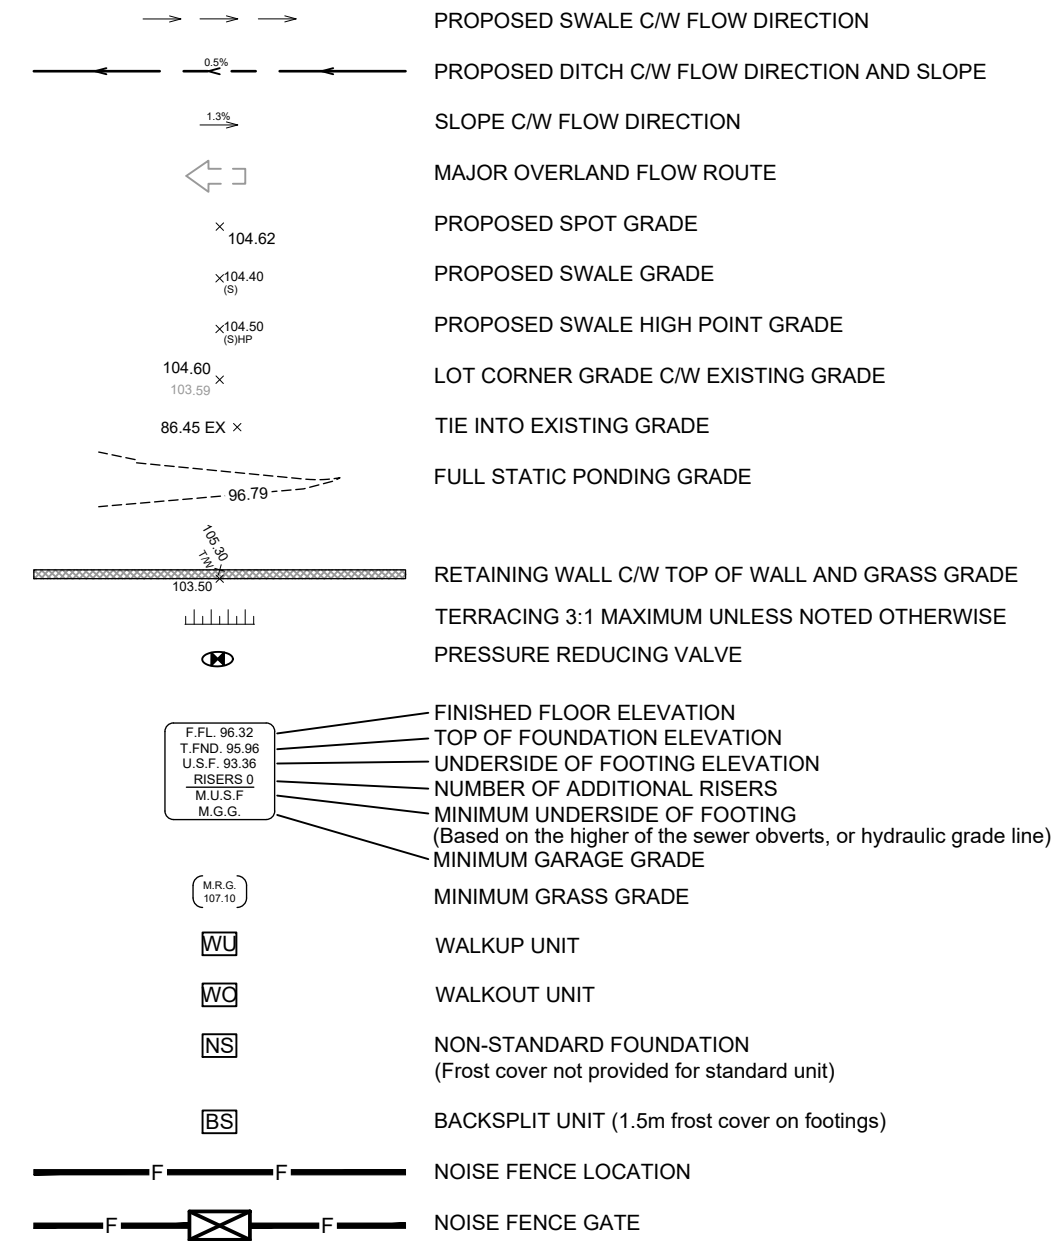 PROPOSED SWALE C/W FLOW DIRECTION
0.5%
PROPOSED DITCH C/W FLOW DIRECTION AND SLOPE
1.3%
SLOPE C/W FLOW DIRECTION
MAJOR OVERLAND FLOW ROUTE
104.62
PROPOSED SPOT GRADE
104.40
(S)
PROPOSED SWALE GRADE
104.50
(S)HP
PROPOSED SWALE HIGH POINT GRADE
104.60
103.59
LOT CORNER GRADE C/W EXISTING GRADE
86.45 EX
TIE INTO EXISTING GRADE
96.79
FULL STATIC PONDING GRADE
105.30
T/W
103.50
RETAINING WALL C/W TOP OF WALL AND GRASS GRADE
TERRACING 3:1 MAXIMUM UNLESS NOTED OTHERWISE
PRESSURE REDUCING VALVE
F.FL. 96.32
T.FND. 95.96
U.S.F. 93.36
RISERS 0
M.U.S.F
M.G.G.
FINISHED FLOOR ELEVATION
TOP OF FOUNDATION ELEVATION
UNDERSIDE OF FOOTING ELEVATION
NUMBER OF ADDITIONAL RISERS
MINIMUM UNDERSIDE OF FOOTING
(Based on the higher of the sewer obverts, or hydraulic grade line)
MINIMUM GARAGE GRADE
M.R.G.
107.10
MINIMUM GRASS GRADE
WU
WALKUP UNIT
WO
WALKOUT UNIT
NS
NON-STANDARD FOUNDATION
(Frost cover not provided for standard unit)
BS
BACKSPLIT UNIT (1.5m frost cover on footings)
F F
NOISE FENCE LOCATION
F F
NOISE FENCE GATE